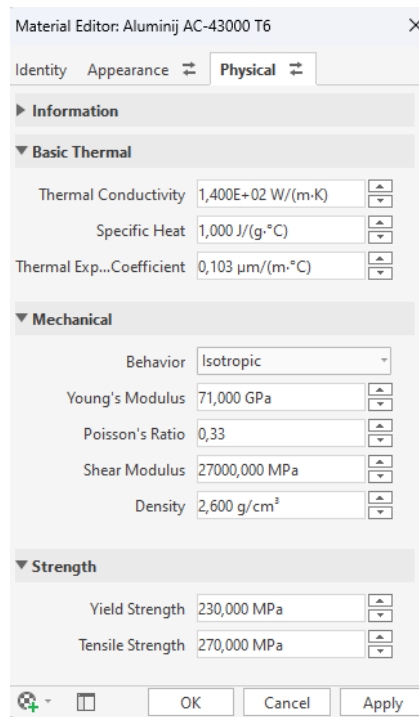 Material Editor: Aluminij AC-43000 T6
Identity Appearance Physical
Information
Basic Thermal
Thermal Conductivity 1,400E+02 W/(m·K)
Specific Heat 1,000 J/(g·°C)
Thermal Exp...Coefficient 0,103 µm/(m·°C)
Mechanical
Behavior Isotropic
Young's Modulus 71,000 GPa
Poisson's Ratio 0,33
Shear Modulus 27000,000 MPa
Density 2,600 g/cm³
Strength
Yield Strength 230,000 MPa
Tensile Strength 270,000 MPa
OK Cancel Apply